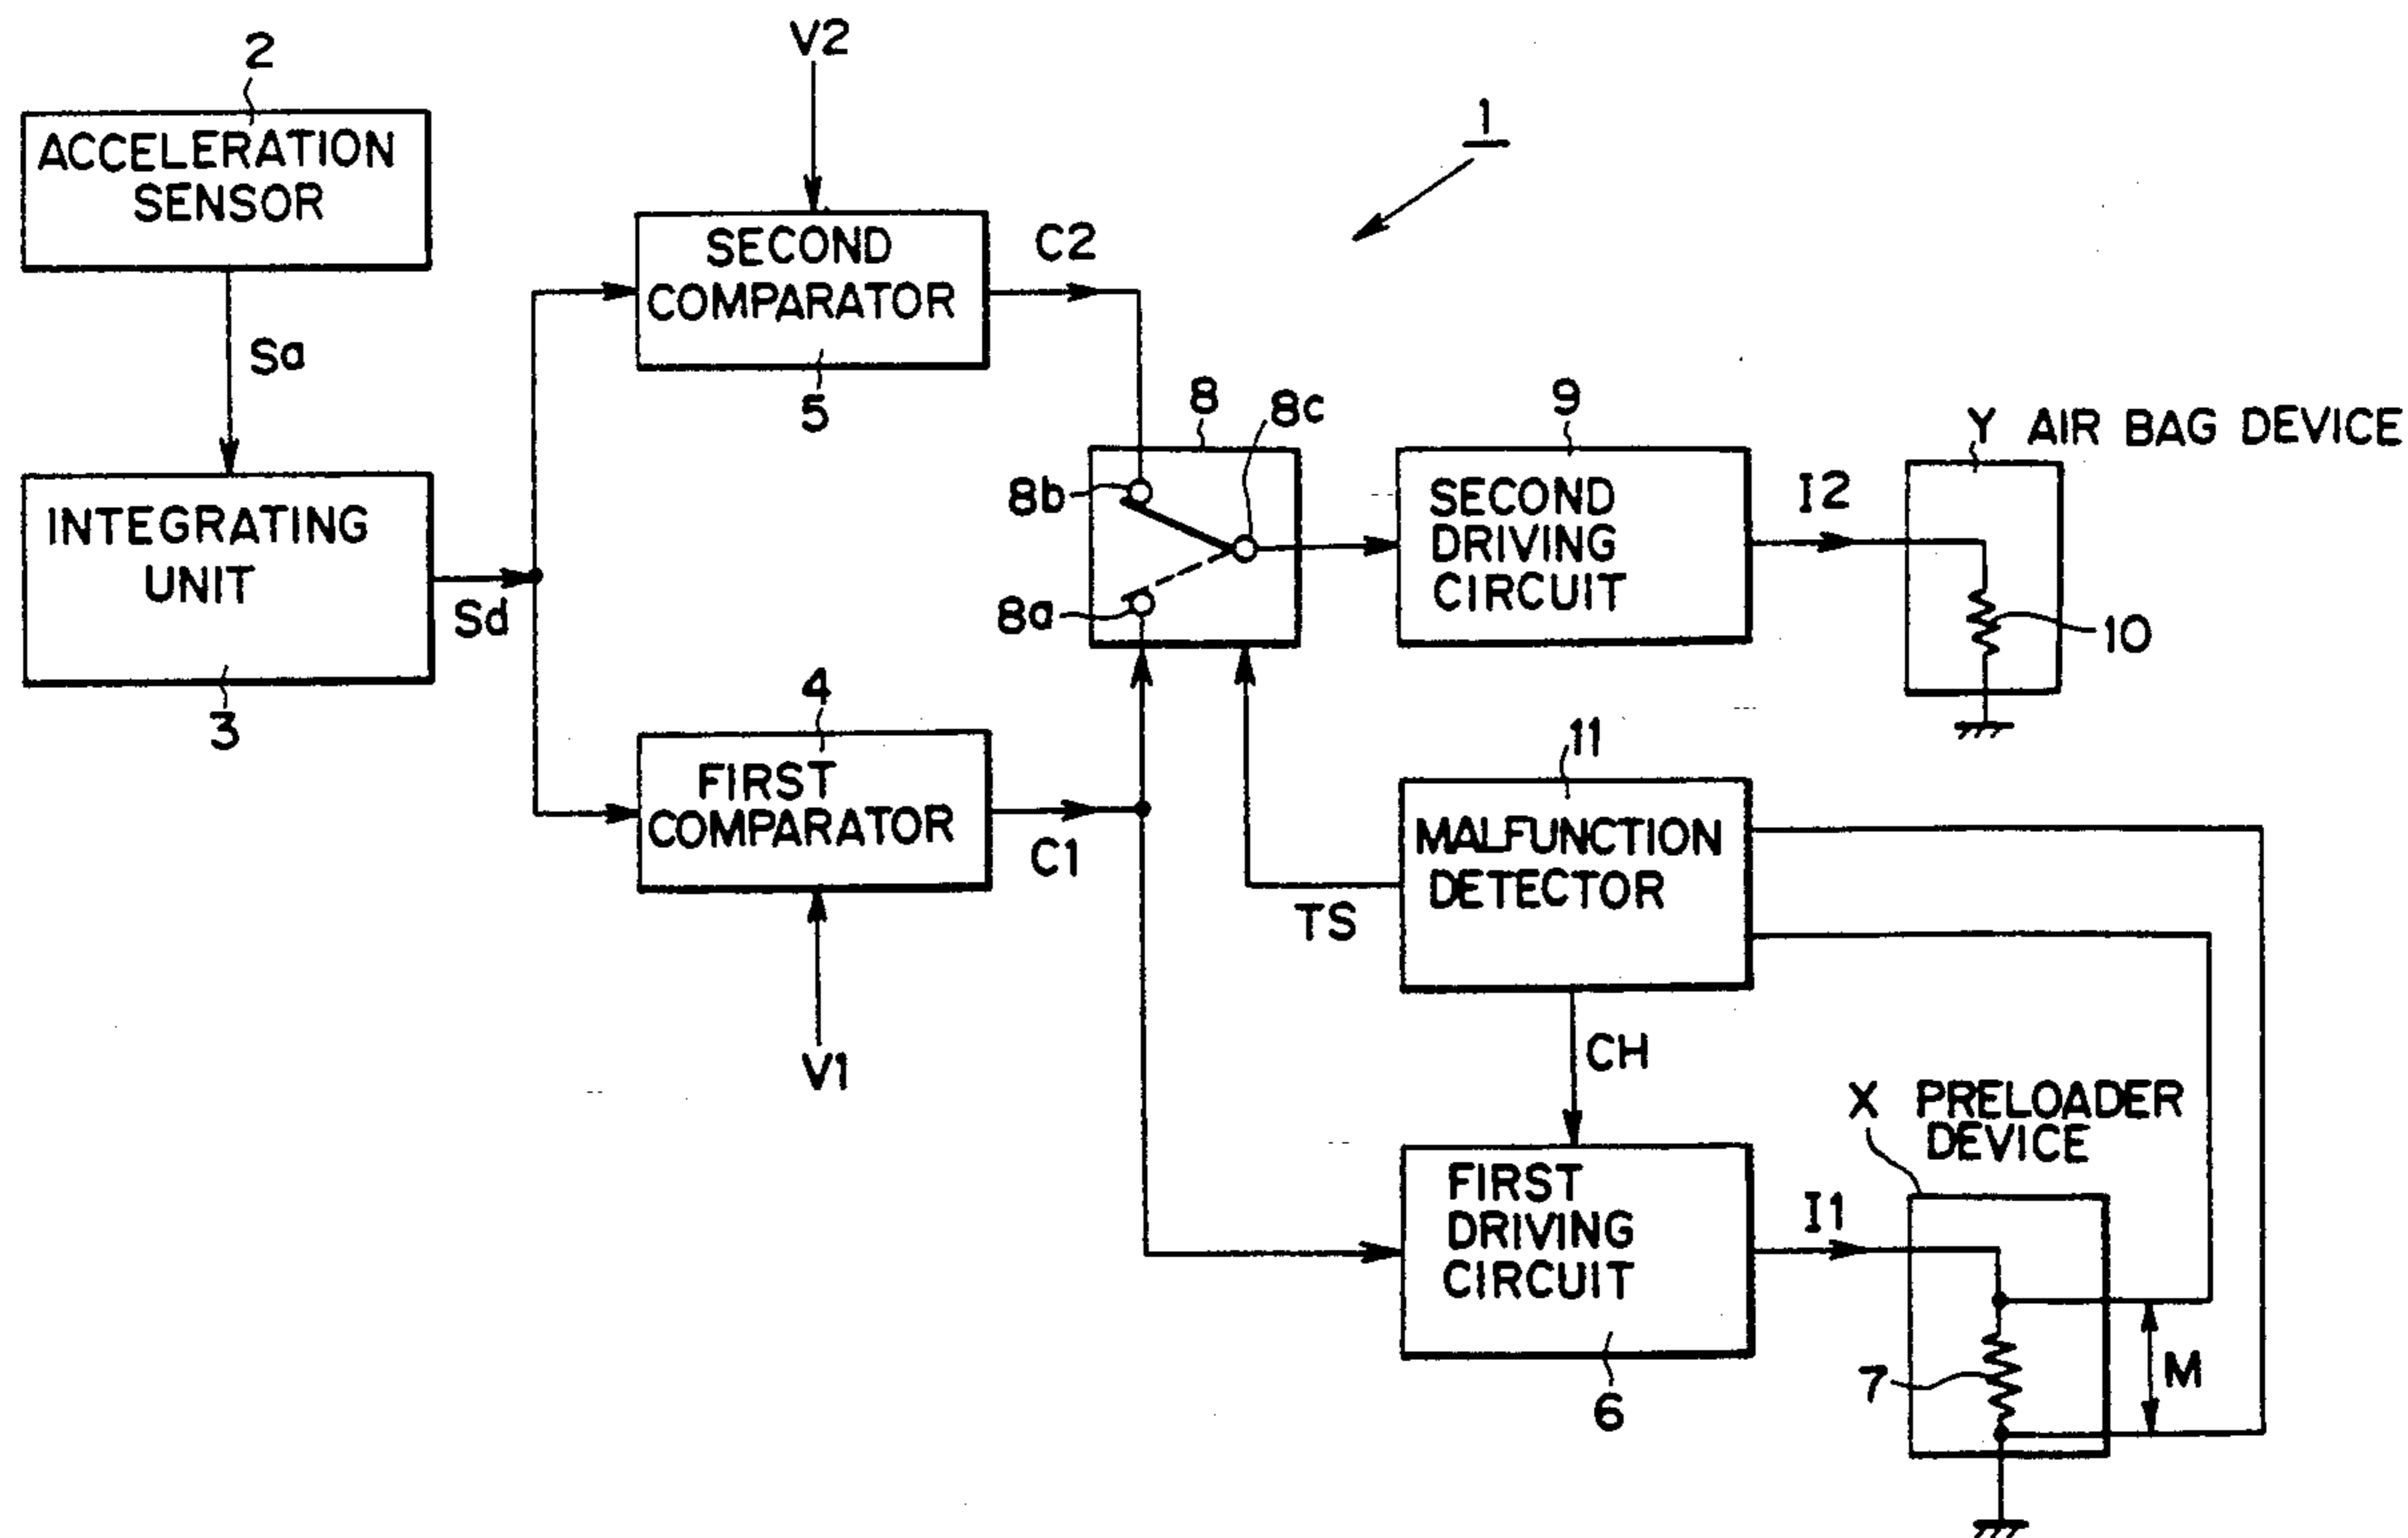 2
ACCELERATION
SENSOR
Sa
INTEGRATING
UNIT
3
Sd
V2
SECOND
COMPARATOR
5
C2
1
4
FIRST
COMPARATOR
C1
V1
8
8c
8b
8a
9
SECOND
DRIVING
CIRCUIT
I2
Y AIR BAG DEVICE
10
11
MALFUNCTION
DETECTOR
TS
CH
FIRST
DRIVING
CIRCUIT
6
I1
X PRELOADER
DEVICE
7
M